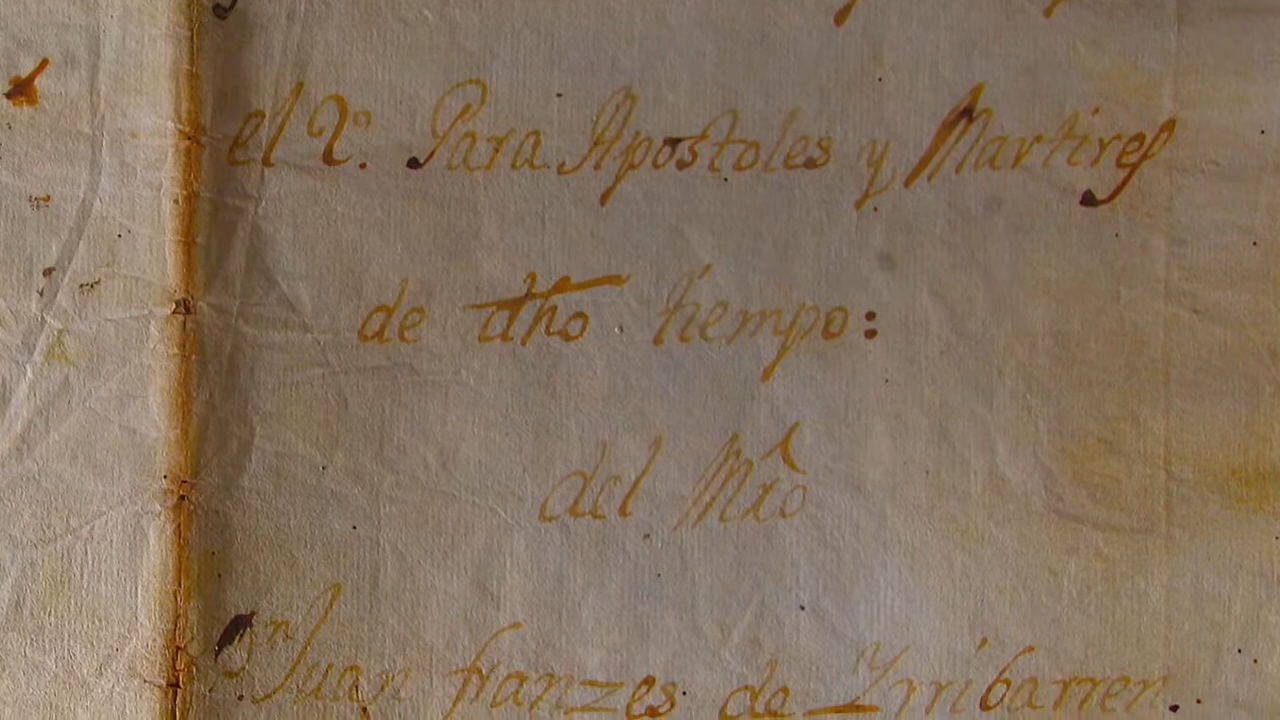 el 2º. Para Apostoles y Martires
de dho tiempo:
del Mro
Dn Juan franzes de Yrribarren.